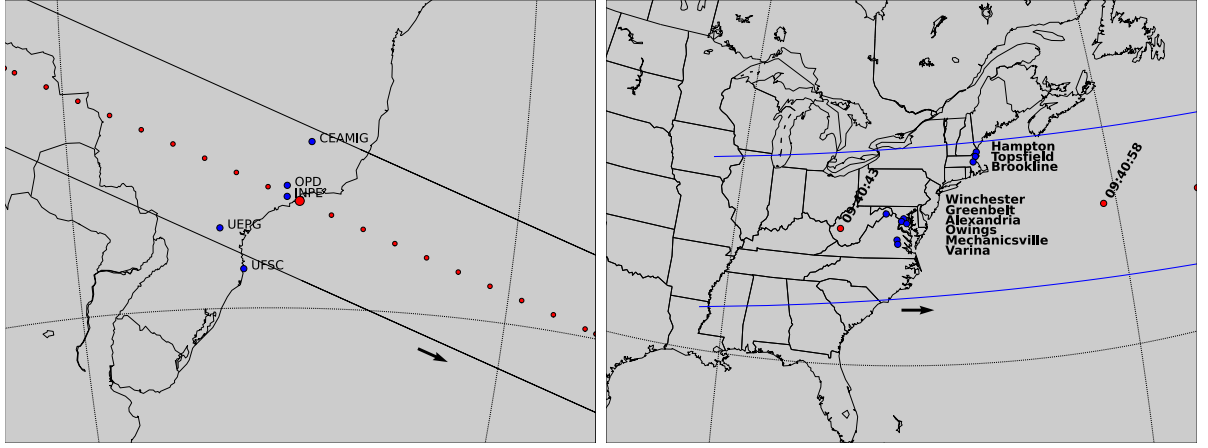 CEAMIG
OPD
INPE
UEPG
UFSC
Hampton
Topsfield
Brookline
09:40:58
09:40:43
Winchester
Greenbelt
Alexandria
Owings
Mechanicsville
Varina